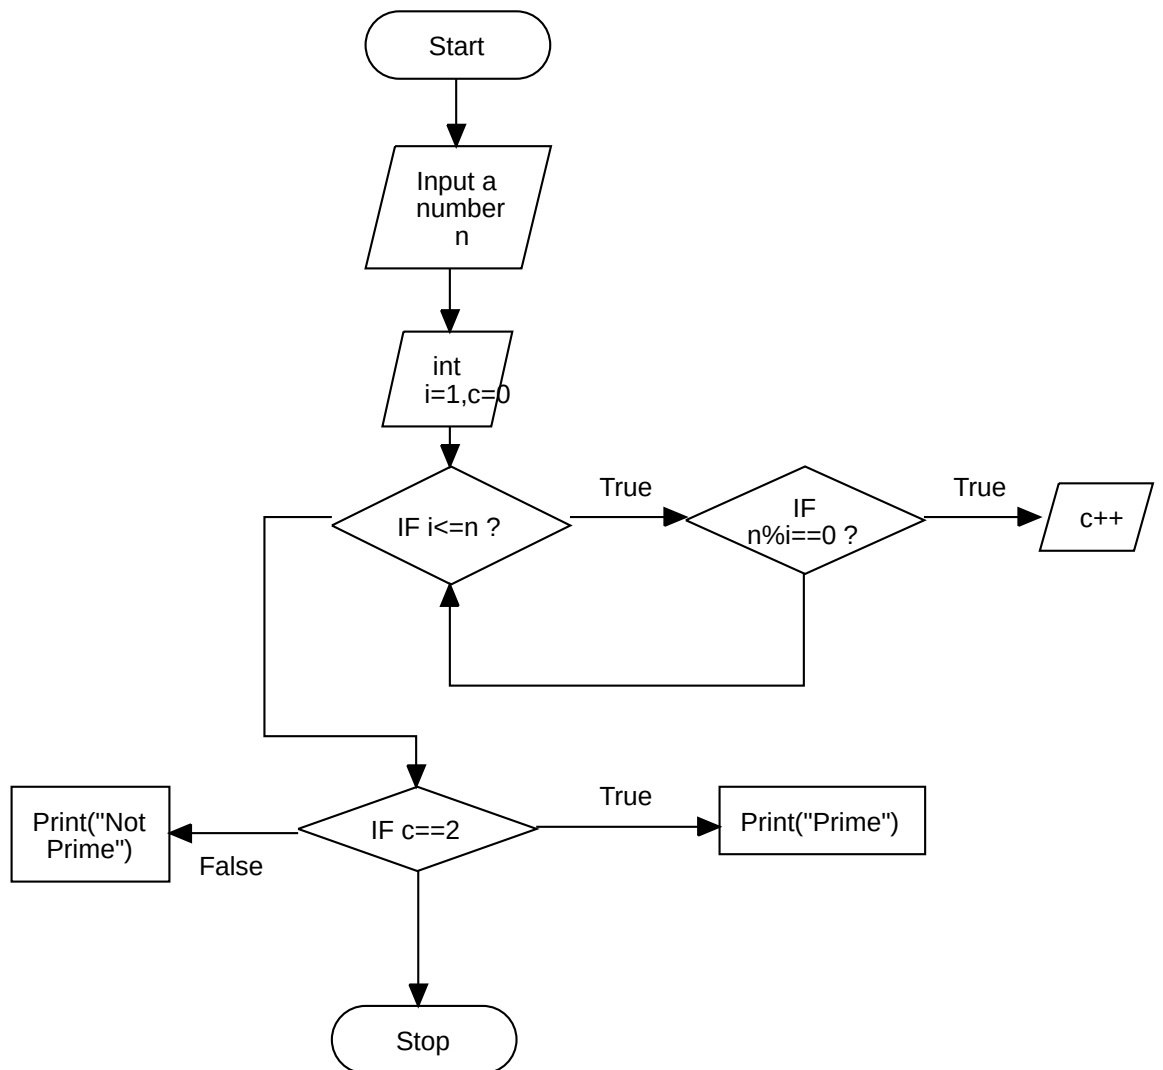 Start
Input a
number
n
int
i=1,c=0
IF i<=n ?
True
IF
n%i==0 ?
True
c++
Print("Not
Prime")
False
IF c==2
True
Print("Prime")
Stop